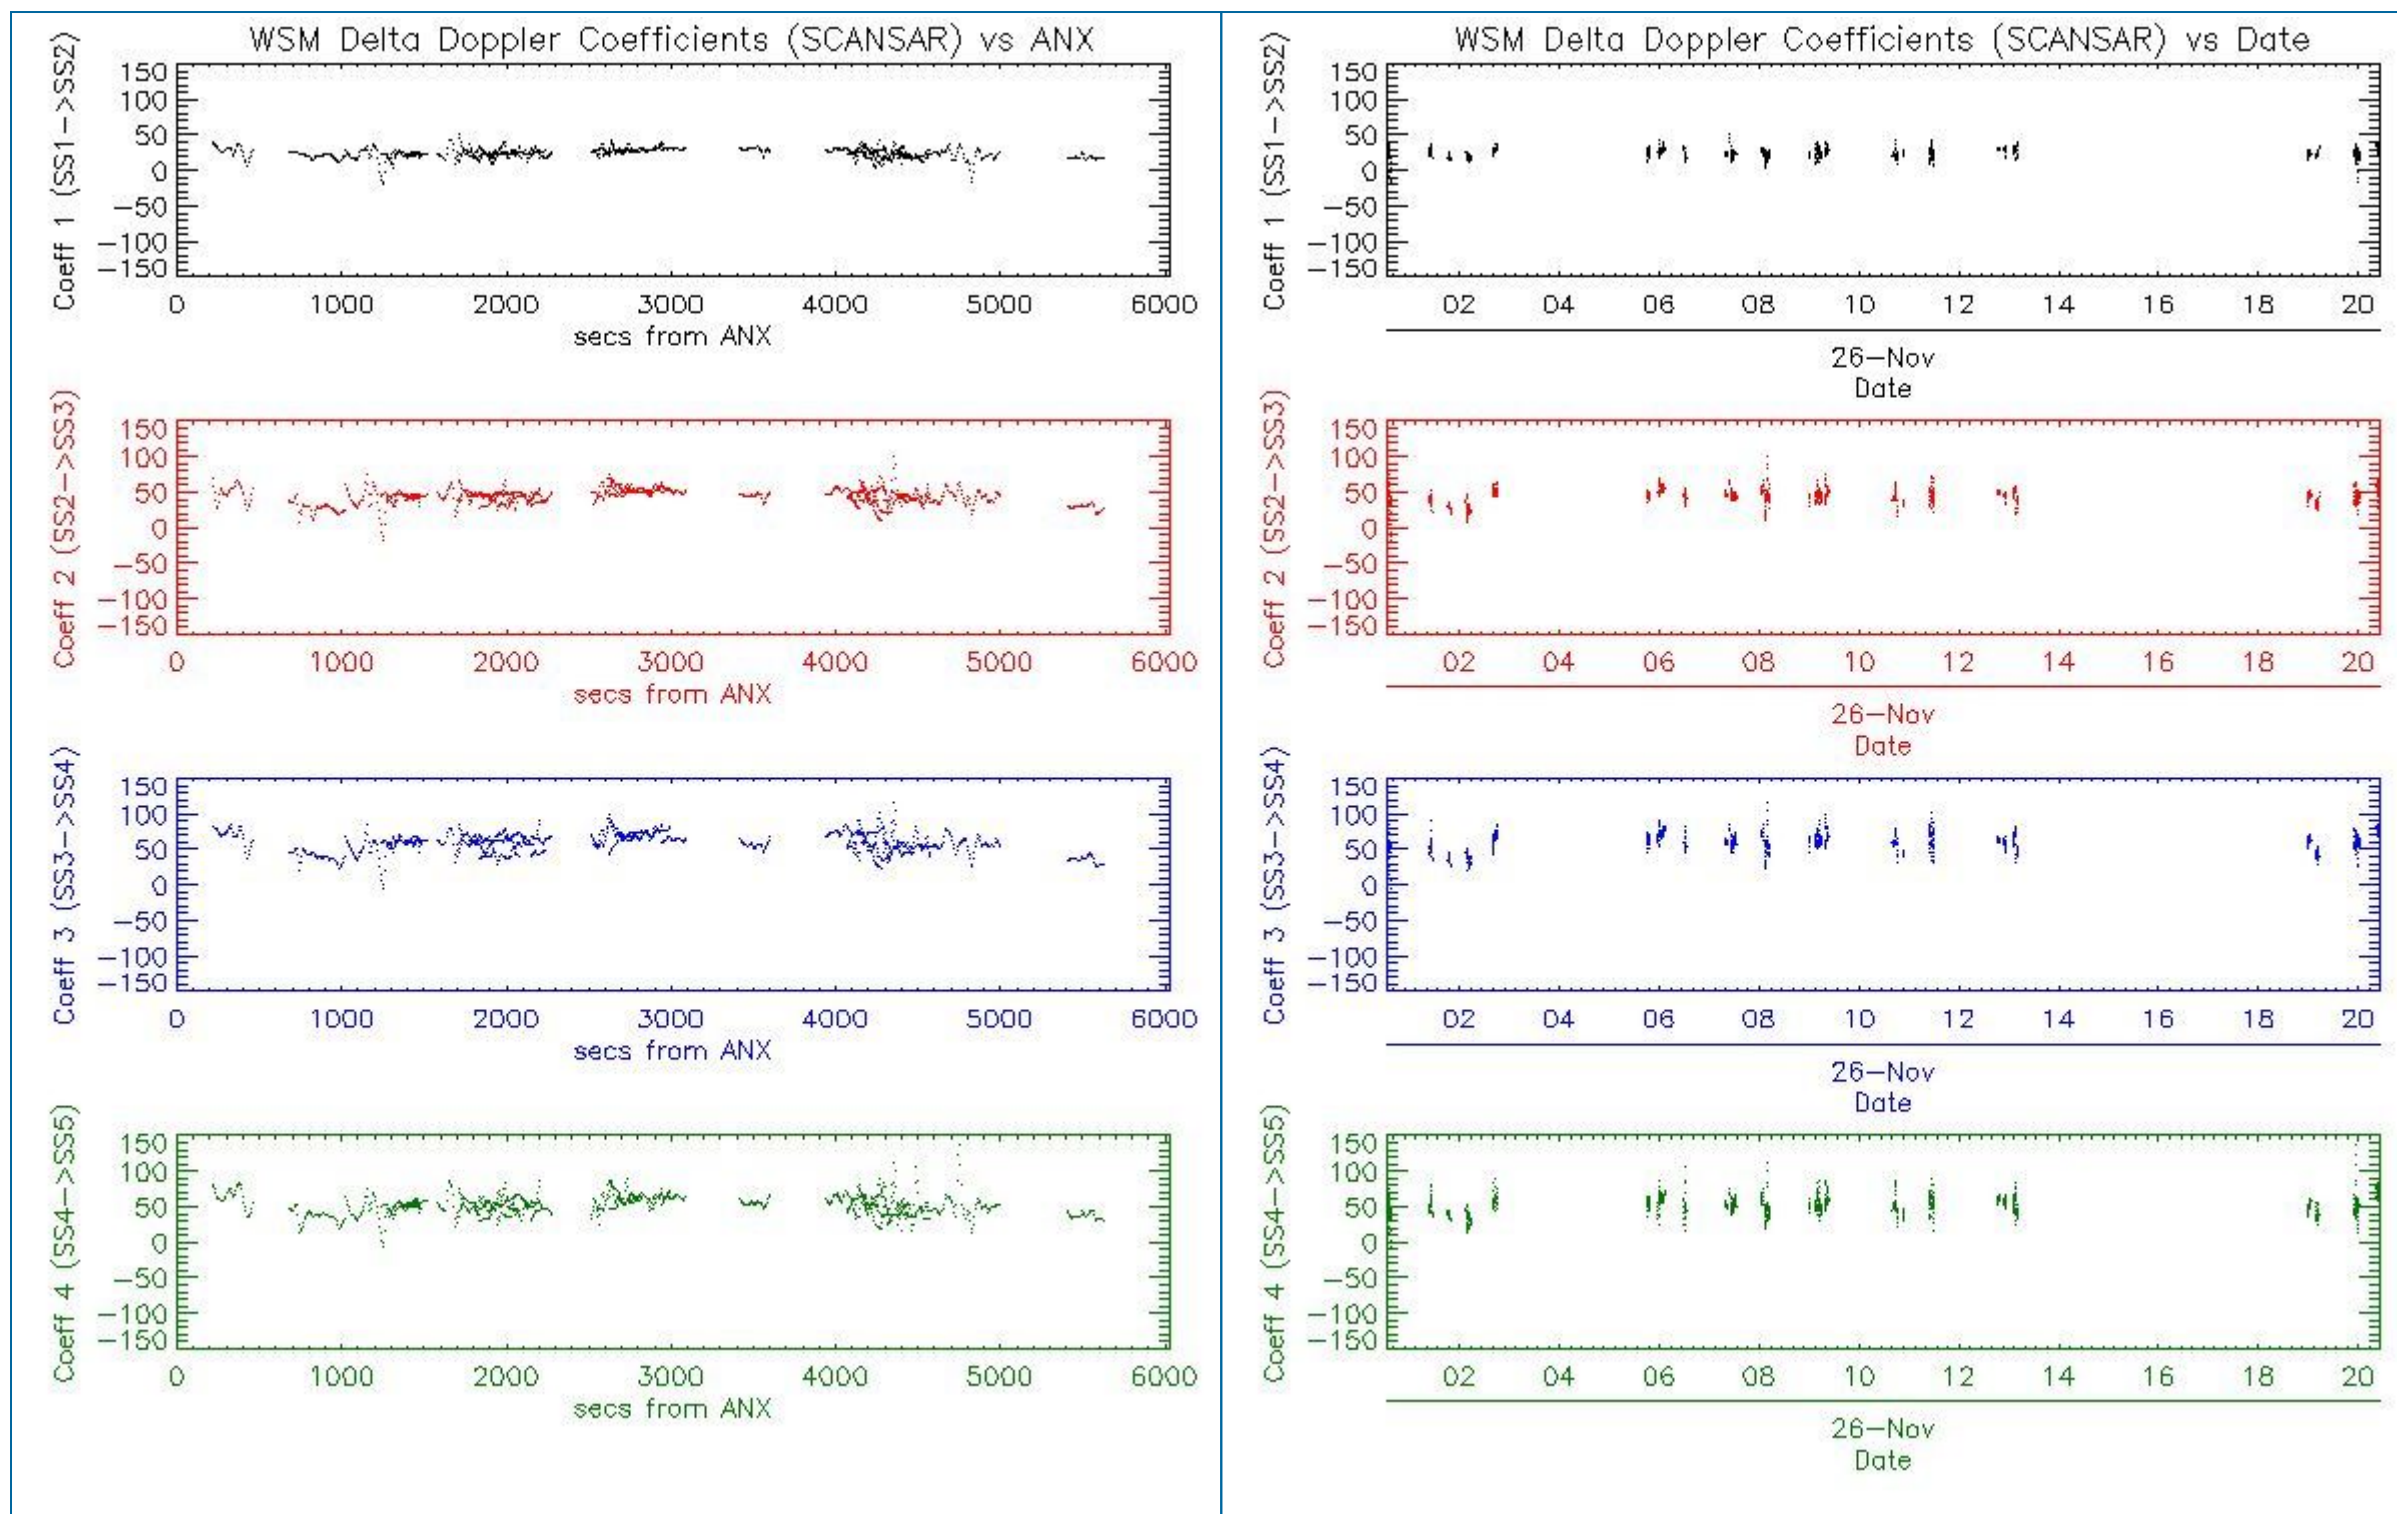 WSM Delta Doppler Coefficients (SCANSAR) vs ANX
Coeff 1 (SS1->SS2)
150
100
50
0
-50
-100
-150
0 1000 2000 3000 4000 5000 6000
secs from ANX
Coeff 2 (SS2->SS3)
150
100
50
0
-50
-100
-150
0 1000 2000 3000 4000 5000 6000
secs from ANX
Coeff 3 (SS3->SS4)
150
100
50
0
-50
-100
-150
0 1000 2000 3000 4000 5000 6000
secs from ANX
Coeff 4 (SS4->SS5)
150
100
50
0
-50
-100
-150
0 1000 2000 3000 4000 5000 6000
secs from ANX
WSM Delta Doppler Coefficients (SCANSAR) vs Date
Coeff 1 (SS1->SS2)
150
100
50
0
-50
-100
-150
02 04 06 08 10 12 14 16 18 20
26-Nov
Date
Coeff 2 (SS2->SS3)
150
100
50
0
-50
-100
-150
02 04 06 08 10 12 14 16 18 20
26-Nov
Date
Coeff 3 (SS3->SS4)
150
100
50
0
-50
-100
-150
02 04 06 08 10 12 14 16 18 20
26-Nov
Date
Coeff 4 (SS4->SS5)
150
100
50
0
-50
-100
-150
02 04 06 08 10 12 14 16 18 20
26-Nov
Date